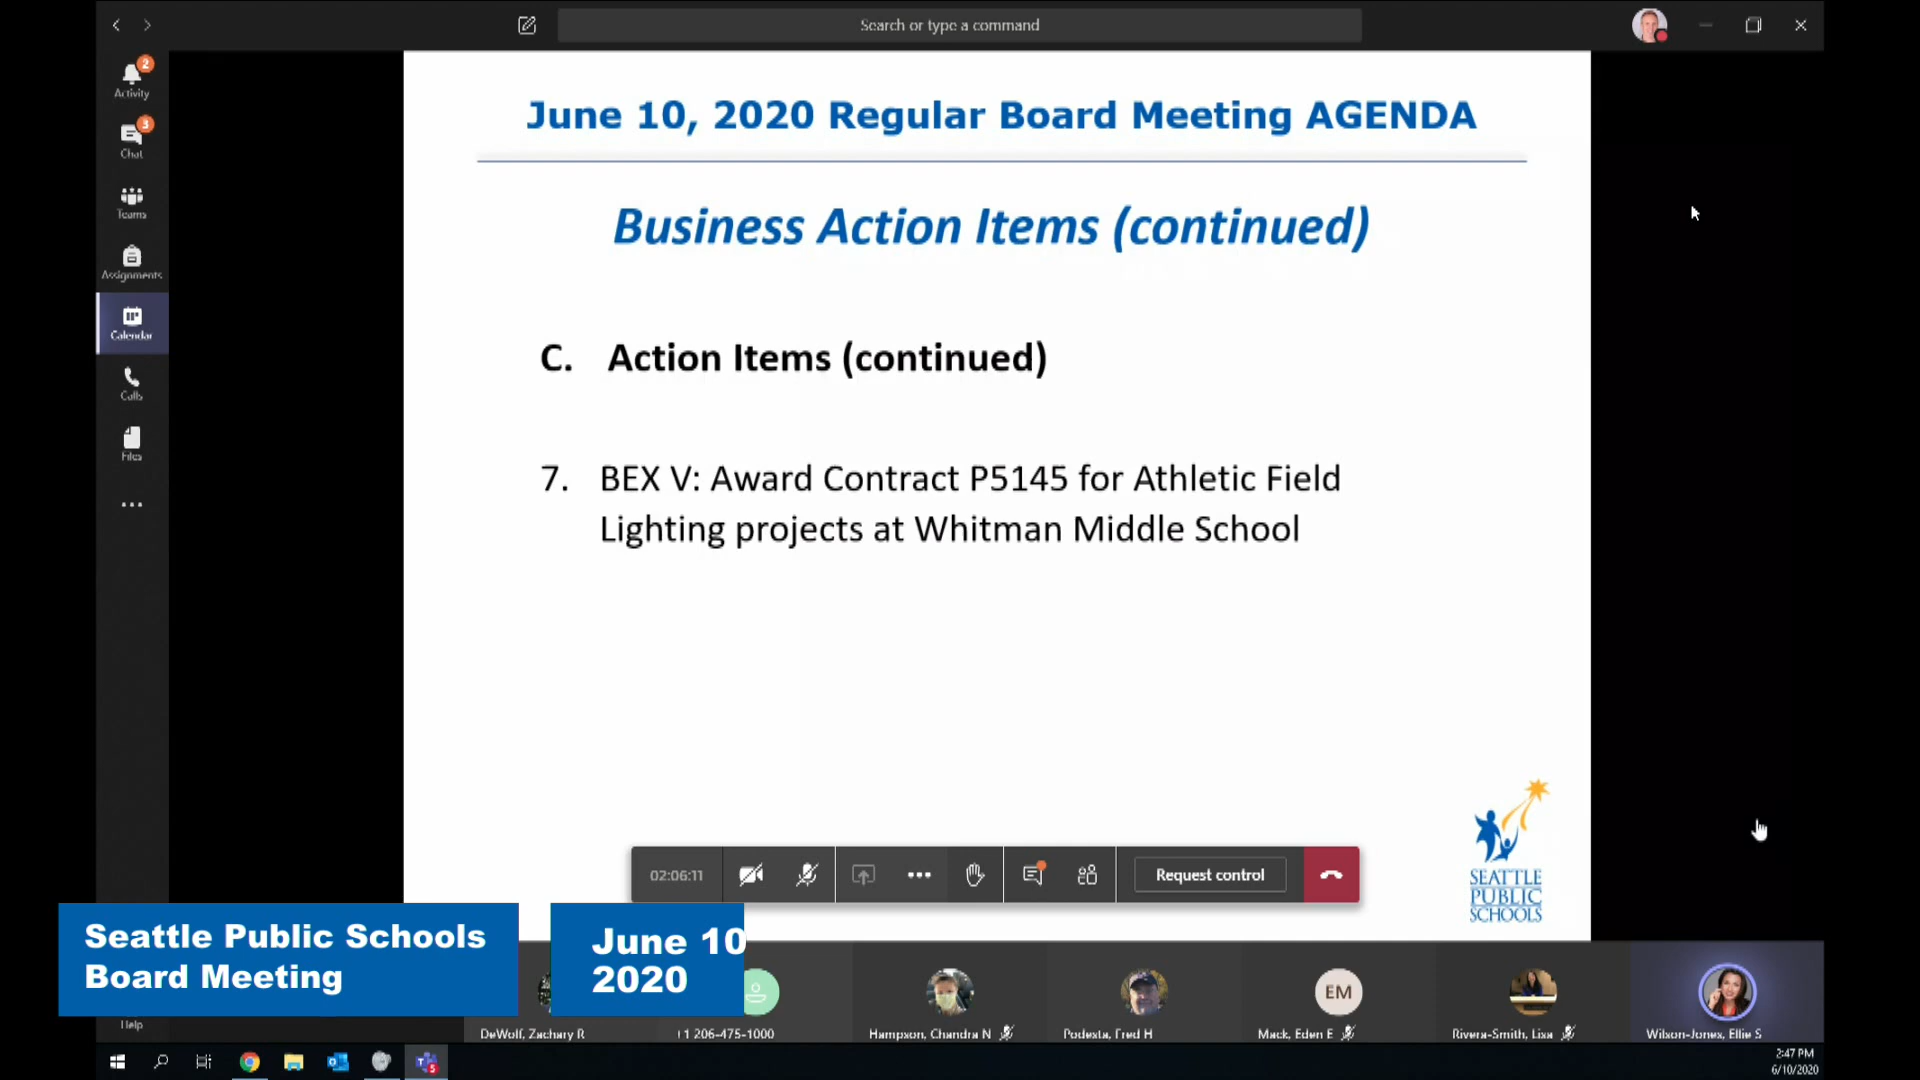 Search or type a command
2
Activity
3
Chat
Teams
Assignments
Calendar
Calls
Files
Help
June 10, 2020 Regular Board Meeting AGENDA
Business Action Items (continued)
C. Action Items (continued)
7. BEX V: Award Contract P5145 for Athletic Field
Lighting projects at Whitman Middle School
SEATTLE
PUBLIC
SCHOOLS
02:06:11
Request control
Seattle Public Schools
Board Meeting
June 10
2020
EM
DeWolf, Zachary R
+1 206-475-1000
Hampson, Chandra N
Podesta, Fred H
Mack, Eden E
Rivera-Smith, Lisa
Wilson-Jones, Ellie S
5
2:47 PM
6/10/2020